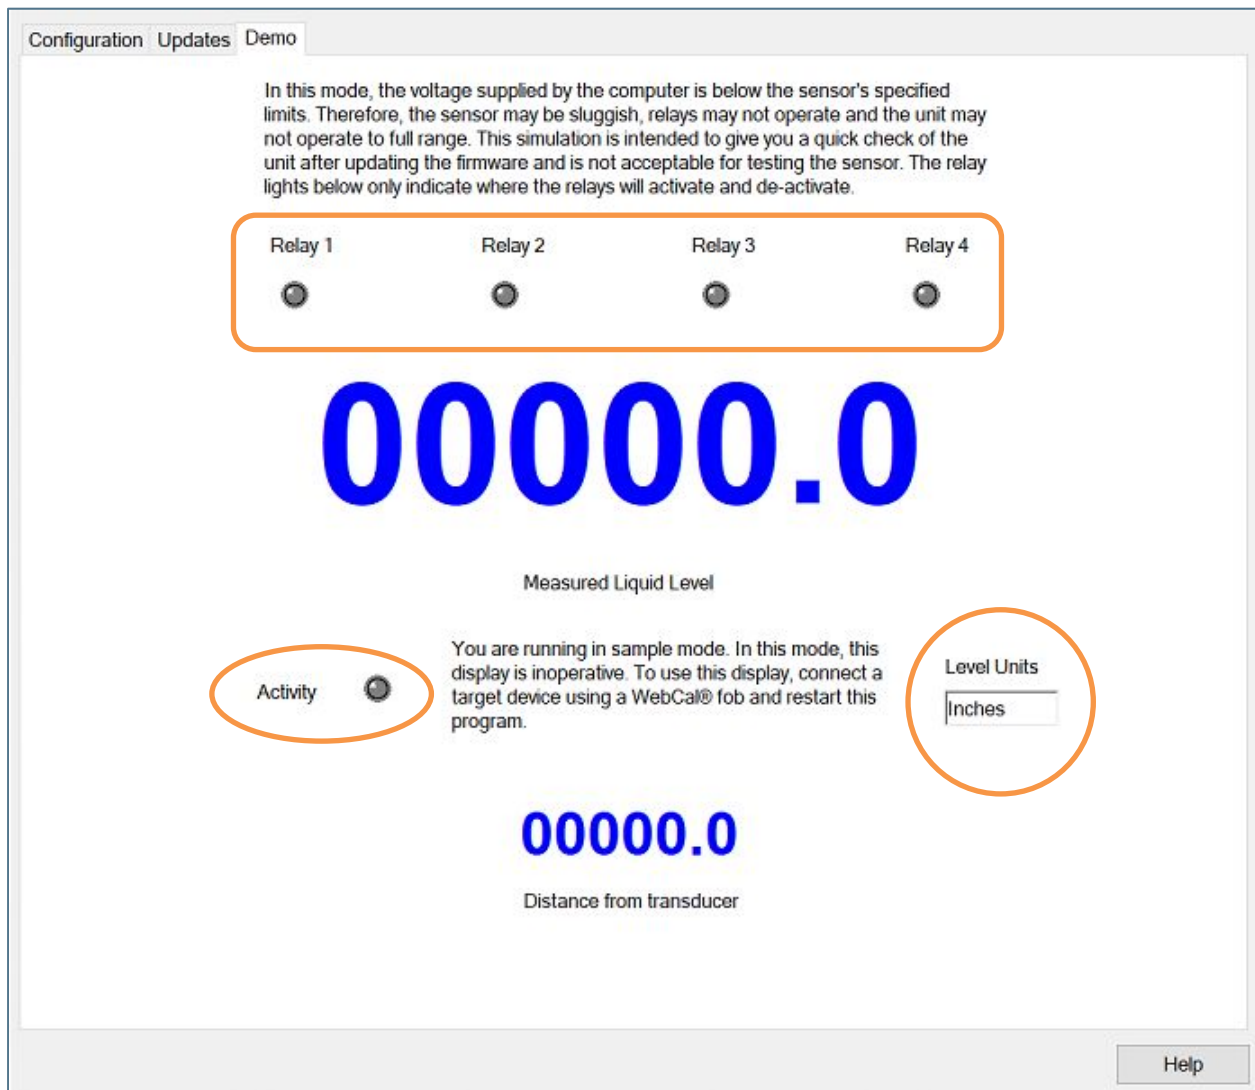 Configuration Updates Demo
In this mode, the voltage supplied by the computer is below the sensor's specified
limits. Therefore, the sensor may be sluggish, relays may not operate and the unit may
not operate to full range. This simulation is intended to give you a quick check of the
unit after updating the firmware and is not acceptable for testing the sensor. The relay
lights below only indicate where the relays will activate and de-activate.
Relay 1 Relay 2 Relay 3 Relay 4
00000.0
Measured Liquid Level
Activity
You are running in sample mode. In this mode, this
display is inoperative. To use this display, connect a
target device using a WebCal® fob and restart this
program.
Level Units
Inches
00000.0
Distance from transducer
Help